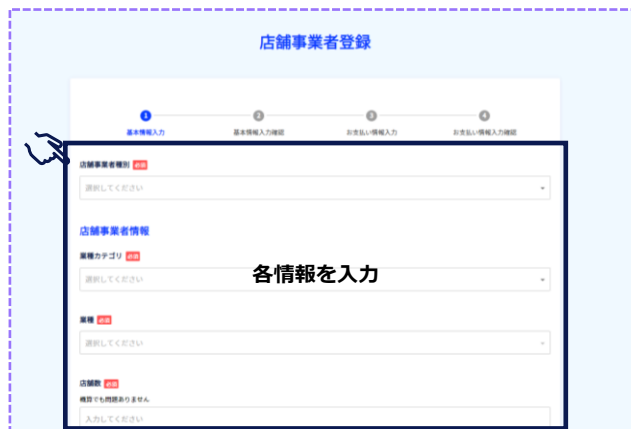 店舗事業者登録
1 2 3 4
基本情報入力 基本情報入力確認 お支払い情報入力 お支払い情報入力確認
店舗事業者種別 必須
選択してください
店舗事業者情報
業種カテゴリ 必須
選択してください
各情報を入力
業種 必須
選択してください
店舗数 必須
概算でも問題ありません
入力してください